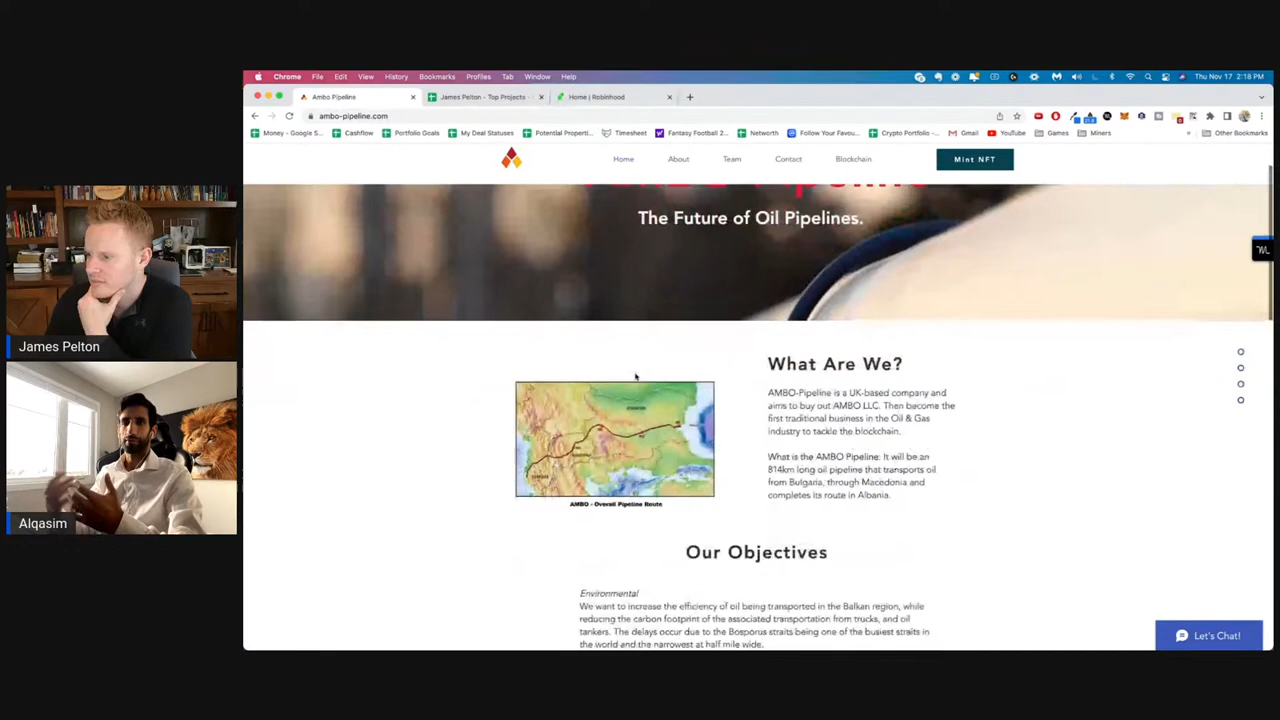 Chrome File Edit View History Bookmarks Profiles Tab Window Help
Thu Nov 17 2:18 PM
Ambo Pipeline
James Pelton - Top Projects -
Home | Robinhood
ambo-pipeline.com
Money - Google S...
Cashflow
Portfolio Goals
My Deal Statuses
Potential Properti...
Timesheet
Fantasy Football 2...
Networth
Follow Your Favou...
Crypto Portfolio -...
Gmail
YouTube
Games
Miners
Other Bookmarks
Home
About
Team
Contact
Blockchain
Mint NFT
The Future of Oil Pipelines.
What Are We?
AMBO-Pipeline is a UK-based company and
aims to buy out AMBO LLC. Then become the
first traditional business in the Oil & Gas
industry to tackle the blockchain.
What is the AMBO Pipeline: It will be an
814km long oil pipeline that transports oil
from Bulgaria, through Macedonia and
completes its route in Albania.
AMBO - Overall Pipeline Route
Our Objectives
Environmental
We want to increase the efficiency of oil being transported in the Balkan region, while
reducing the carbon footprint of the associated transportation from trucks, and oil
tankers. The delays occur due to the Bosporus straits being one of the busiest straits in
the world and the narrowest at half mile wide.
Let's Chat!
James Pelton
Alqasim